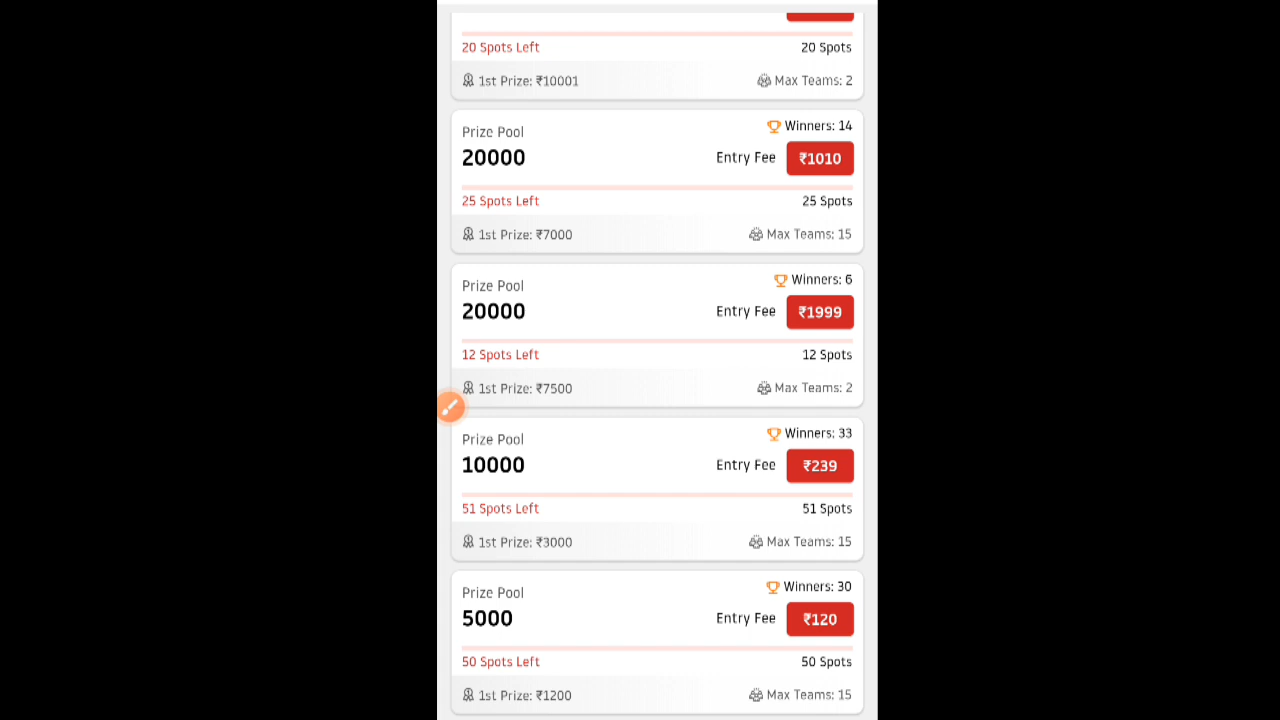 20 Spots Left 20 Spots
1st Prize: ₹10001 Max Teams: 2
Winners: 14
Prize Pool
20000 Entry Fee ₹1010
25 Spots Left 25 Spots
1st Prize: ₹7000 Max Teams: 15
Winners: 6
Prize Pool
20000 Entry Fee ₹1999
12 Spots Left 12 Spots
1st Prize: ₹7500 Max Teams: 2
Winners: 33
Prize Pool
10000 Entry Fee ₹239
51 Spots Left 51 Spots
1st Prize: ₹3000 Max Teams: 15
Winners: 30
Prize Pool
5000 Entry Fee ₹120
50 Spots Left 50 Spots
1st Prize: ₹1200 Max Teams: 15